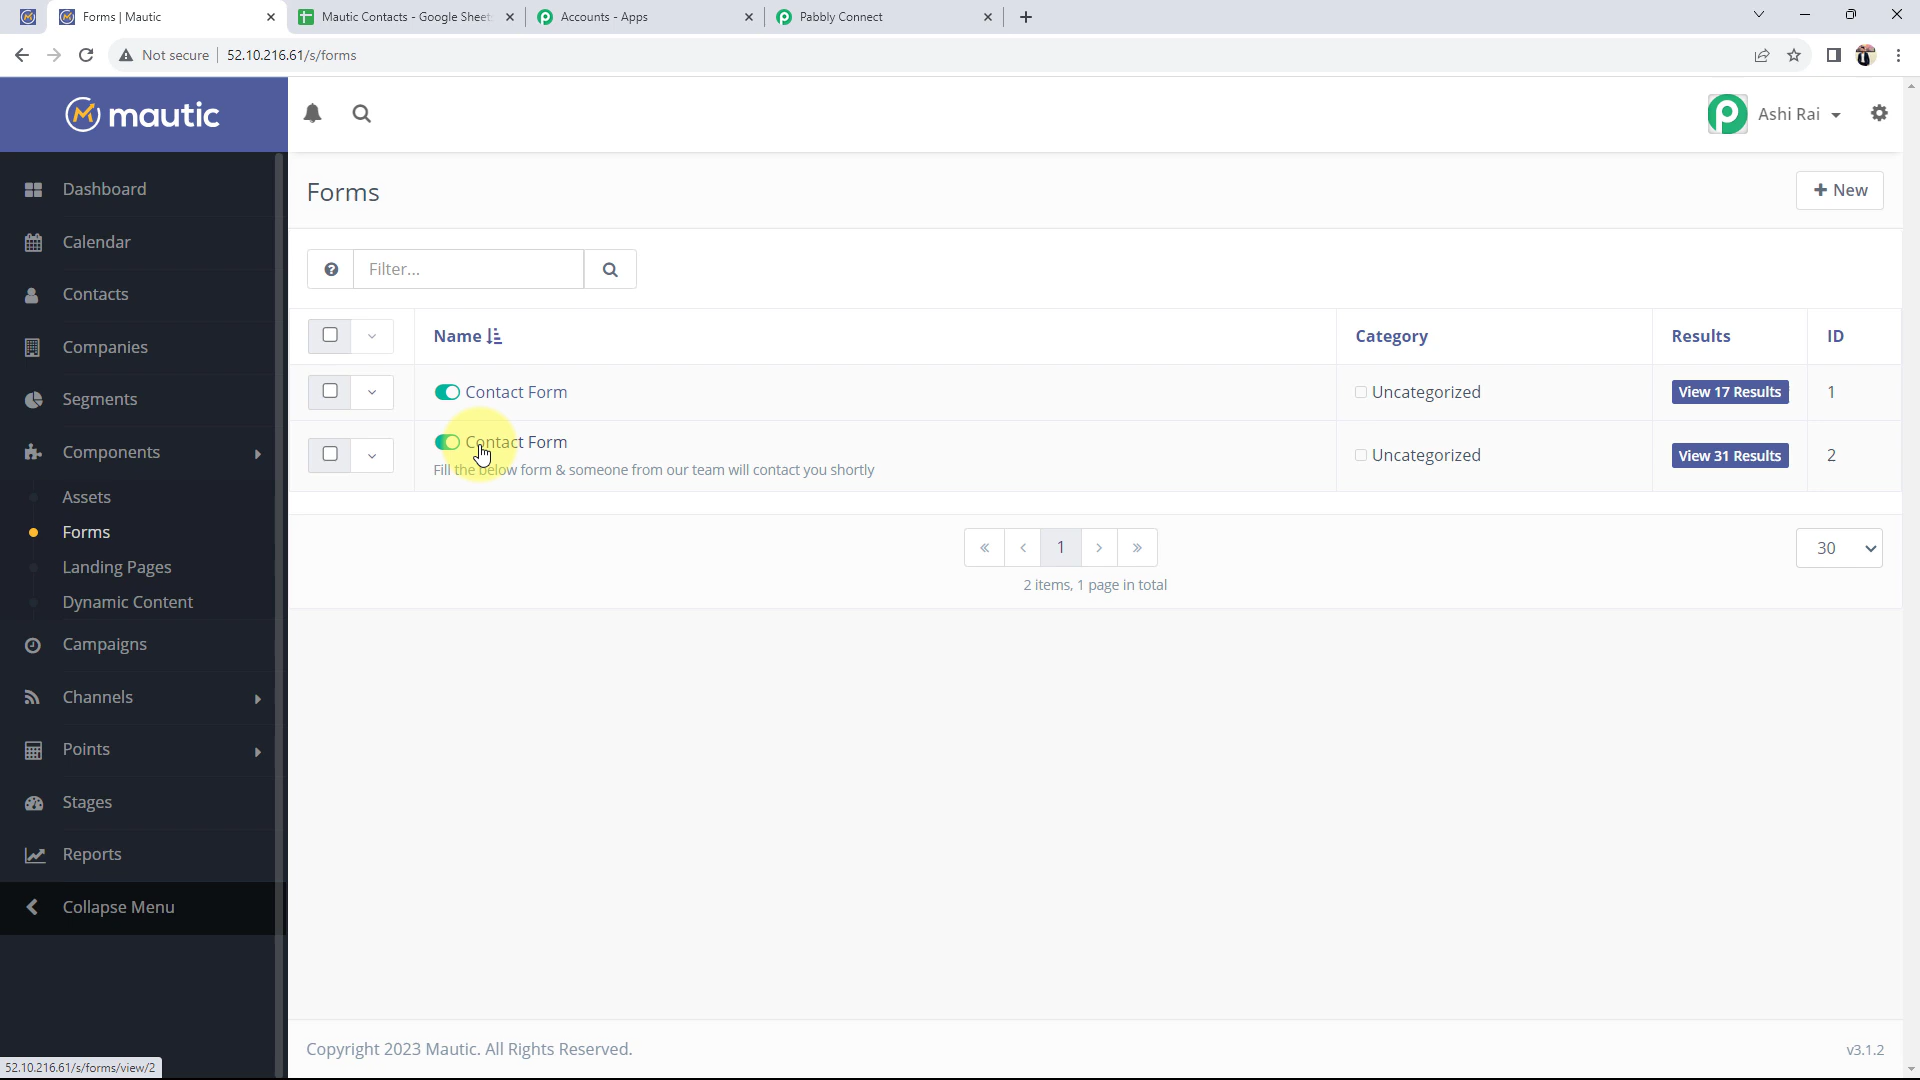 Forms | Mautic
Mautic Contacts - Google Sheet
Accounts - Apps
Pabbly Connect
Not secure
52.10.216.61/s/forms
mautic
Ashi Rai
Dashboard
Calendar
Contacts
Companies
Segments
Components
Assets
Forms
Landing Pages
Dynamic Content
Campaigns
Channels
Points
Stages
Reports
Collapse Menu
Forms
+ New
Filter...
Name
Category
Results
ID
Contact Form
Uncategorized
View 17 Results
1
Contact Form
Fill the below form & someone from our team will contact you shortly
Uncategorized
View 31 Results
2
« ‹ 1 › »
30
2 items, 1 page in total
Copyright 2023 Mautic. All Rights Reserved.
v3.1.2
52.10.216.61/s/forms/view/2